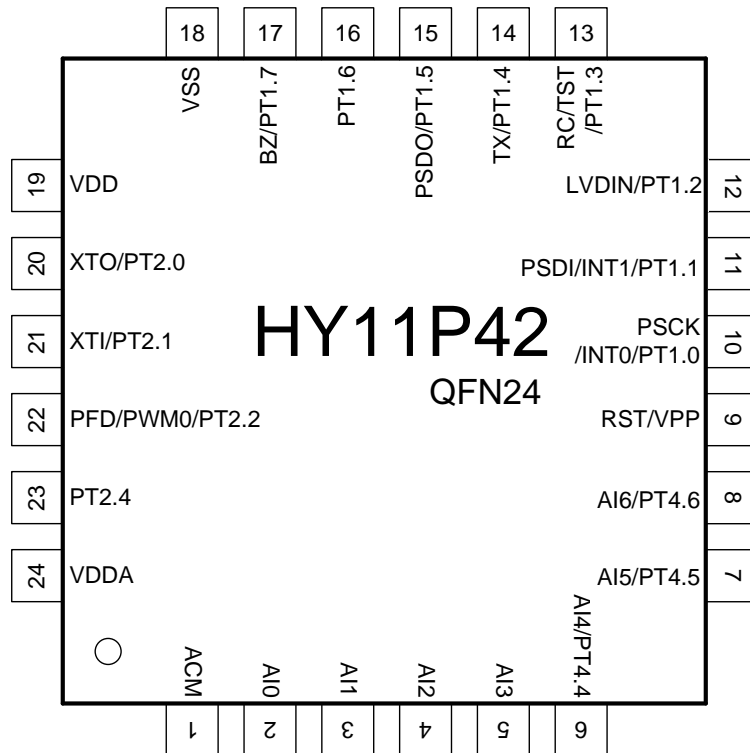 18
17
16
15
14
13
VSS
BZ/PT1.7
PT1.6
PSDO/PT1.5
TX/PT1.4
RC/TST
/PT1.3
19
VDD
LVDIN/PT1.2
12
20
XTO/PT2.0
PSDI/INT1/PT1.1
11
21
XTI/PT2.1
HY11P42
PSCK
/INT0/PT1.0
10
22
PFD/PWM0/PT2.2
QFN24
RST/VPP
9
23
PT2.4
AI6/PT4.6
8
24
VDDA
AI5/PT4.5
7
ACM
AI0
AI1
AI2
AI3
AI4/PT4.4
1
2
3
4
5
6